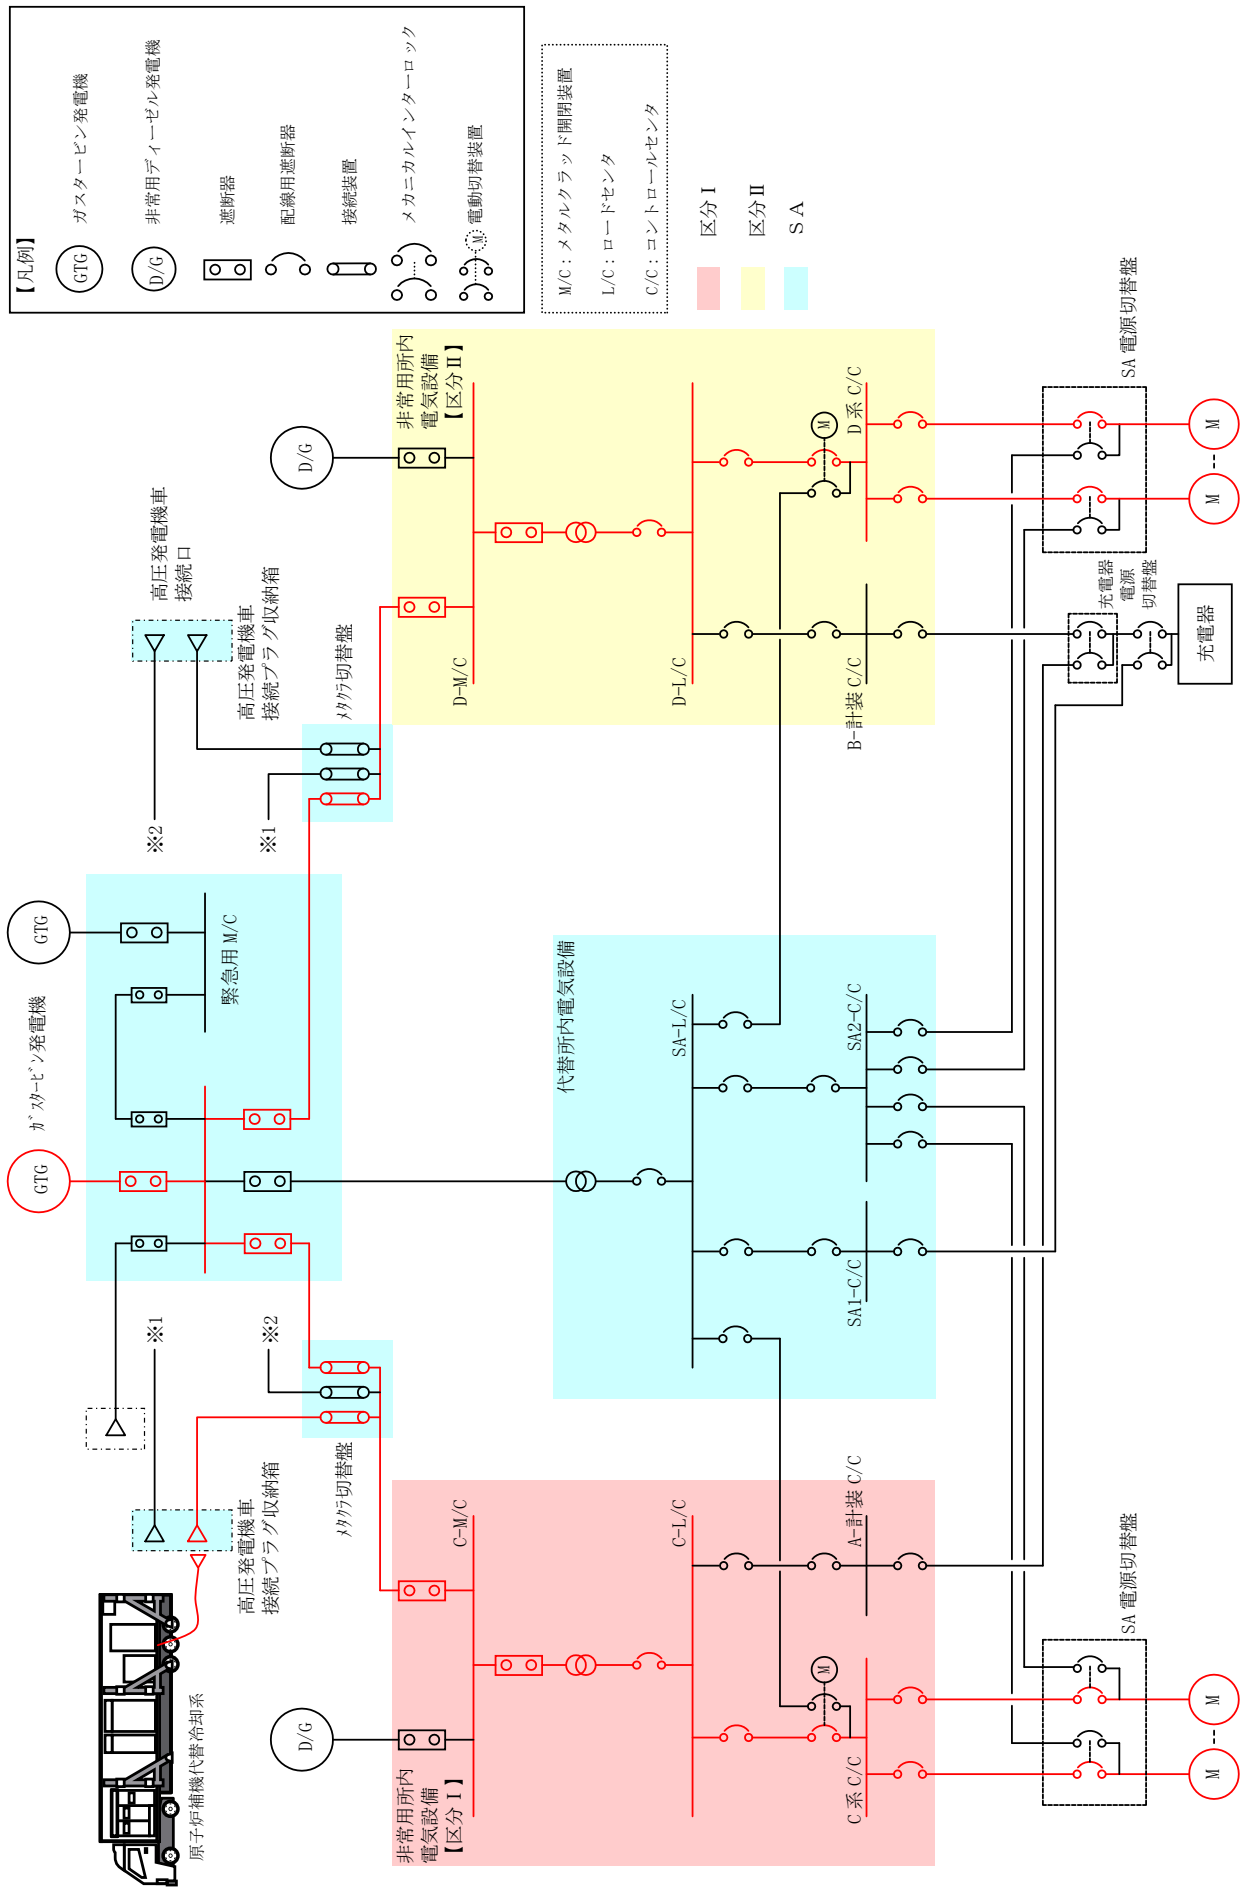 【凡例】
GTG
ガスタービン発電機
D/G
非常用ディーゼル発電機
遮断器
配線用遮断器
接続装置
メカニカルインターロック
M
電動切替装置
M/C：メタルクラッド開閉装置
L/C：ロードセンタ
C/C：コントロールセンタ
区分Ⅰ
区分Ⅱ
ＳＡ
原子炉補機代替冷却系
高圧発電機車
接続プラグ収納箱
※1
※2
メタクラ切替盤
GTG
ガスタービン発電機
GTG
緊急用M/C
※2
※1
高圧発電機車
接続口
高圧発電機車
接続プラグ収納箱
メタクラ切替盤
D/G
非常用所内
電気設備
【区分Ⅰ】
C-M/C
C-L/C
M
C系C/C
A-計装C/C
代替所内電気設備
SA-L/C
SA1-C/C
SA2-C/C
D/G
非常用所内
電気設備
【区分Ⅱ】
D-M/C
D-L/C
M
B-計装C/C
D系C/C
SA電源切替盤
M
M
充電器
電源
切替盤
充電器
SA電源切替盤
M
M